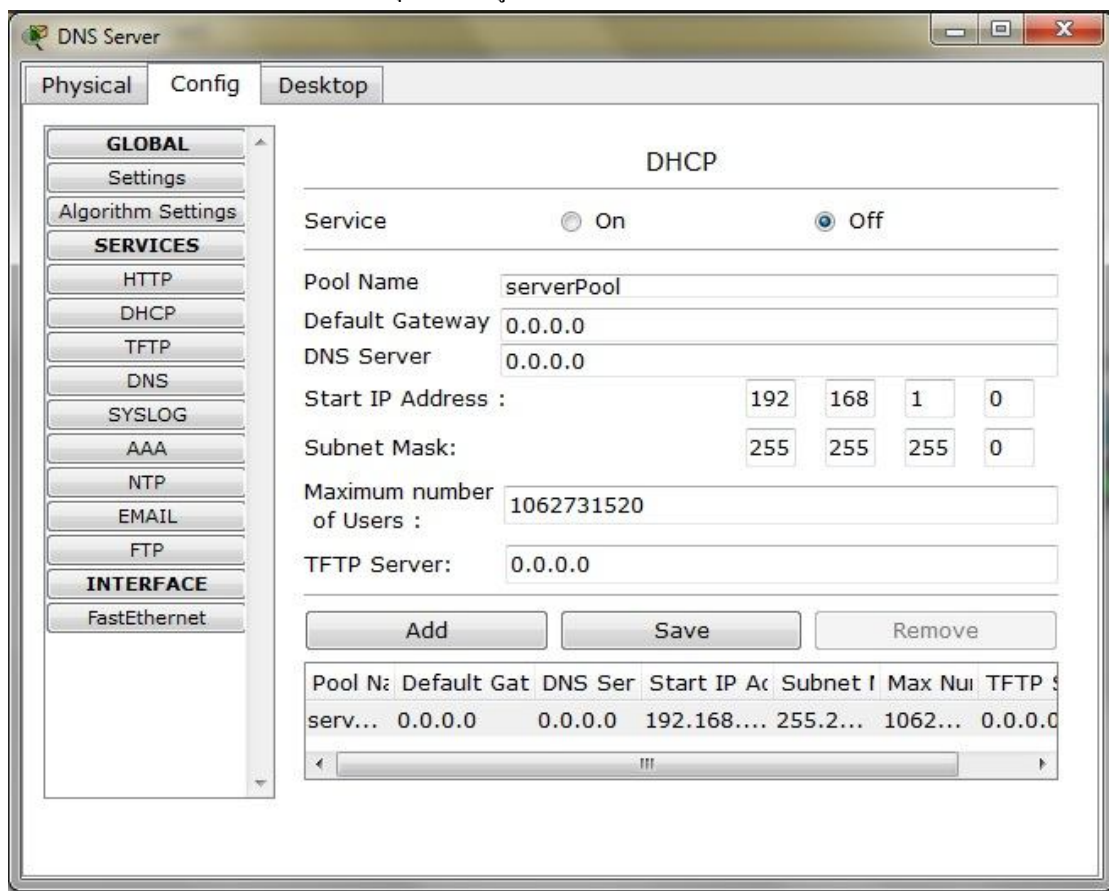 DNS Server
Physical Config Desktop
GLOBAL
Settings
Algorithm Settings
SERVICES
HTTP
DHCP
TFTP
DNS
SYSLOG
AAA
NTP
EMAIL
FTP
INTERFACE
FastEthernet
DHCP
Service On Off
Pool Name serverPool
Default Gateway 0.0.0.0
DNS Server 0.0.0.0
Start IP Address : 192 168 1 0
Subnet Mask: 255 255 255 0
Maximum number
of Users : 1062731520
TFTP Server: 0.0.0.0
Add Save Remove
Pool Na Default Gat DNS Ser Start IP Ac Subnet M Max Nu TFTP S
serv... 0.0.0.0 0.0.0.0 192.168.... 255.2... 1062... 0.0.0.0